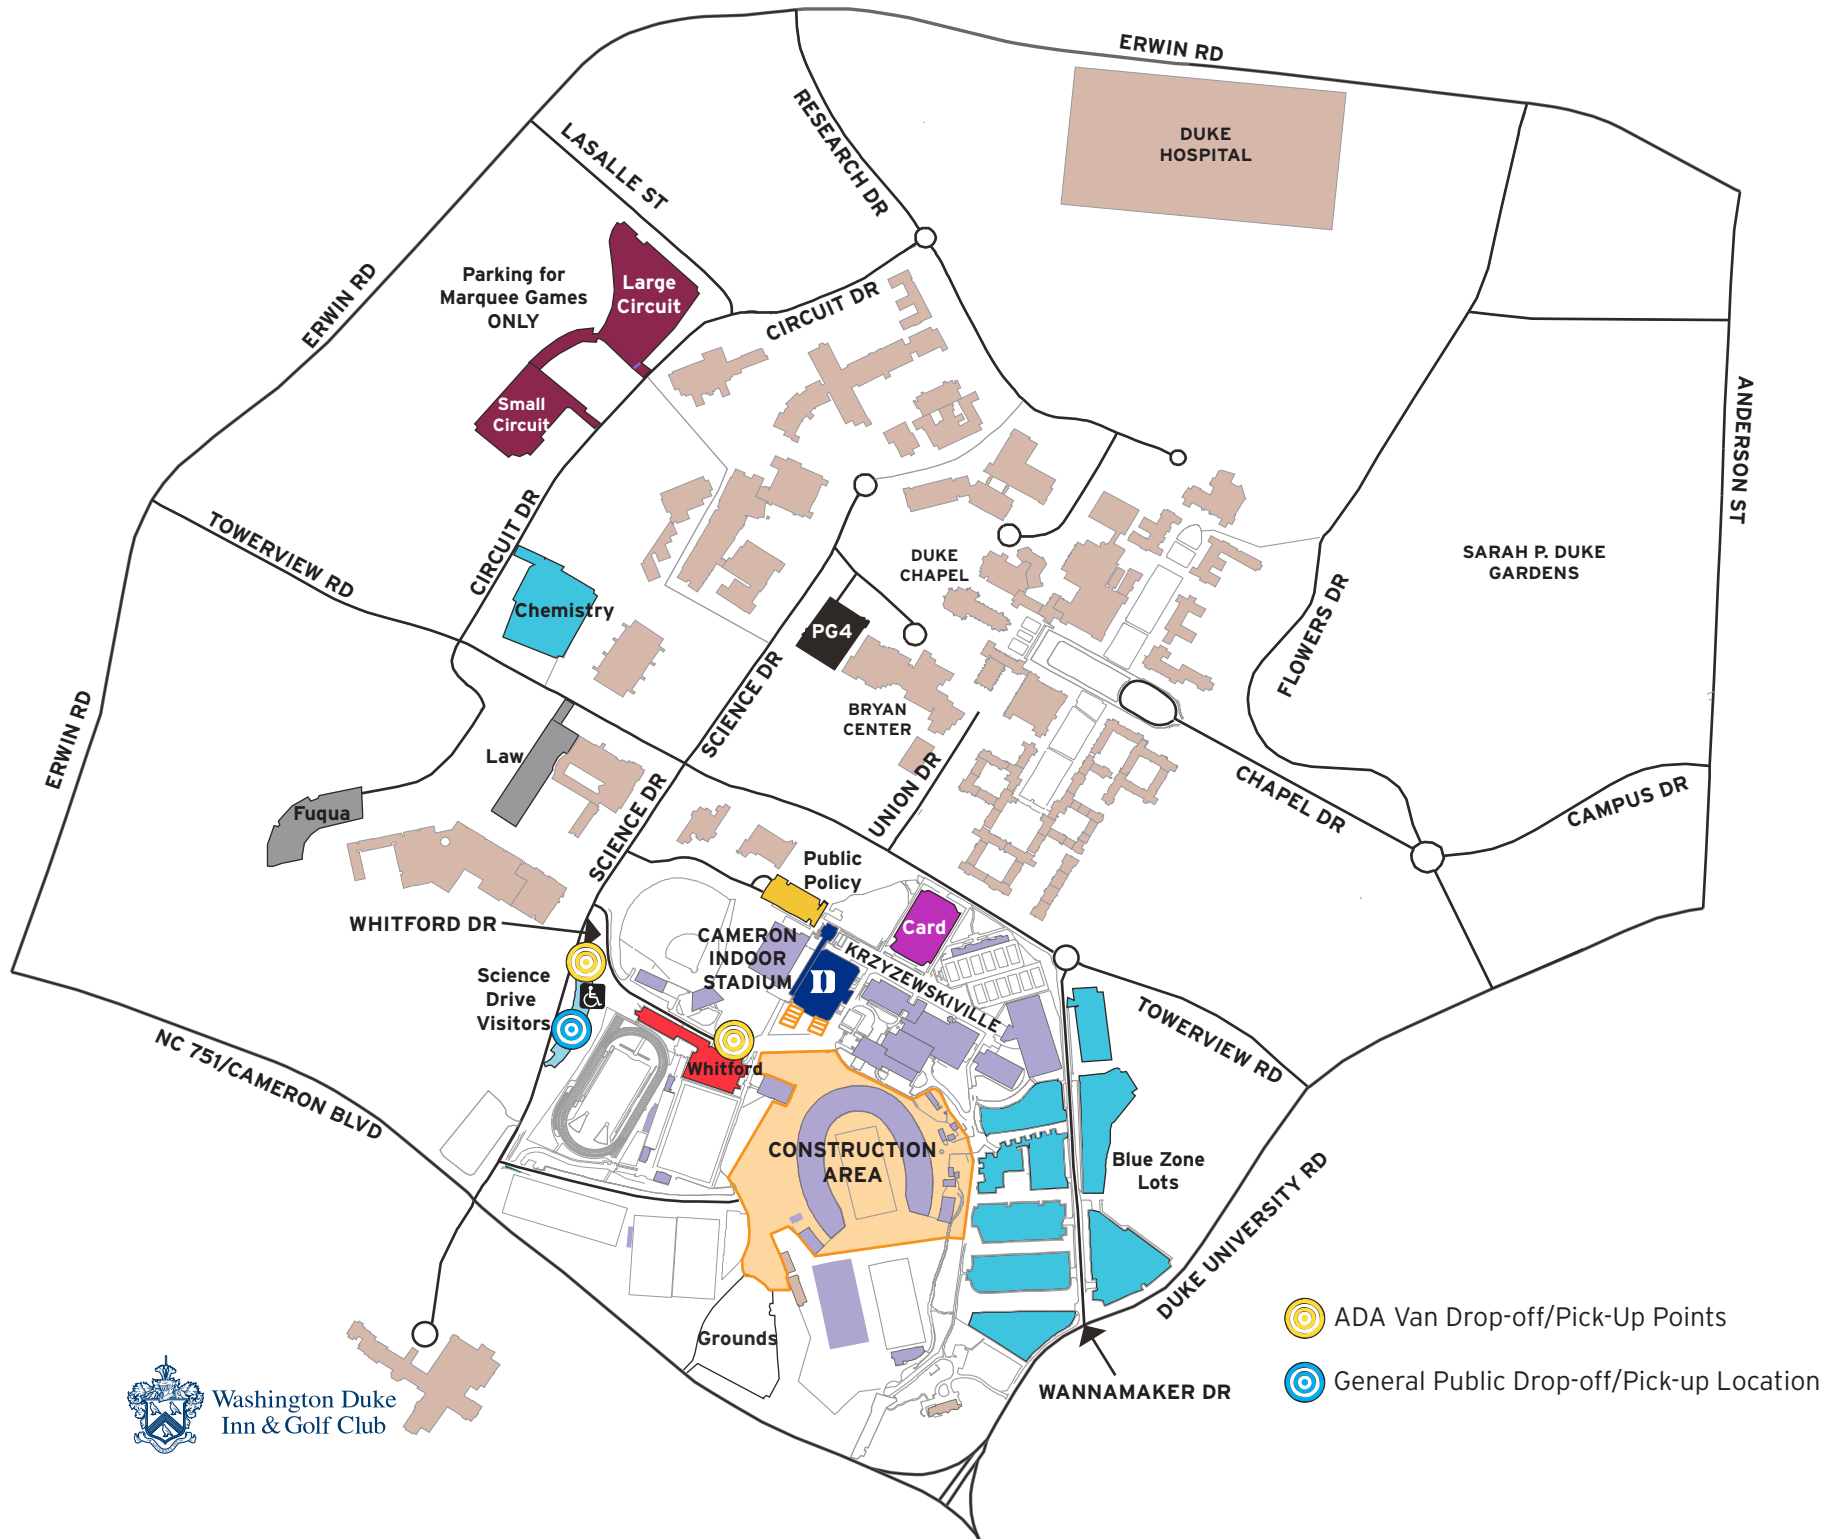 ERWIN RD
RESEARCH DR
LASALLE ST
DUKE
HOSPITAL
Parking for
Marquee Games
ONLY
Large
Circuit
CIRCUIT DR
ERWIN RD
Small
Circuit
ANDERSON ST
CIRCUIT DR
TOWERVIEW RD
DUKE
CHAPEL
SARAH P. DUKE
GARDENS
Chemistry
PG4
FLOWERS DR
SCIENCE DR
BRYAN
CENTER
ERWIN RD
Law
UNION DR
CHAPEL DR
CAMPUS DR
Fuqua
SCIENCE DR
Public
Policy
WHITFORD DR
CAMERON
INDOOR
STADIUM
D
Card
KRZYZEWSKIVILLE
Science
Drive
Visitors
TOWERVIEW RD
NC 751/CAMERON BLVD
Whitford
CONSTRUCTION
AREA
Blue Zone
Lots
DUKE UNIVERSITY RD
Grounds
ADA Van Drop-off/Pick-Up Points
General Public Drop-off/Pick-up Location
WANNAMAKER DR
Washington Duke
Inn & Golf Club